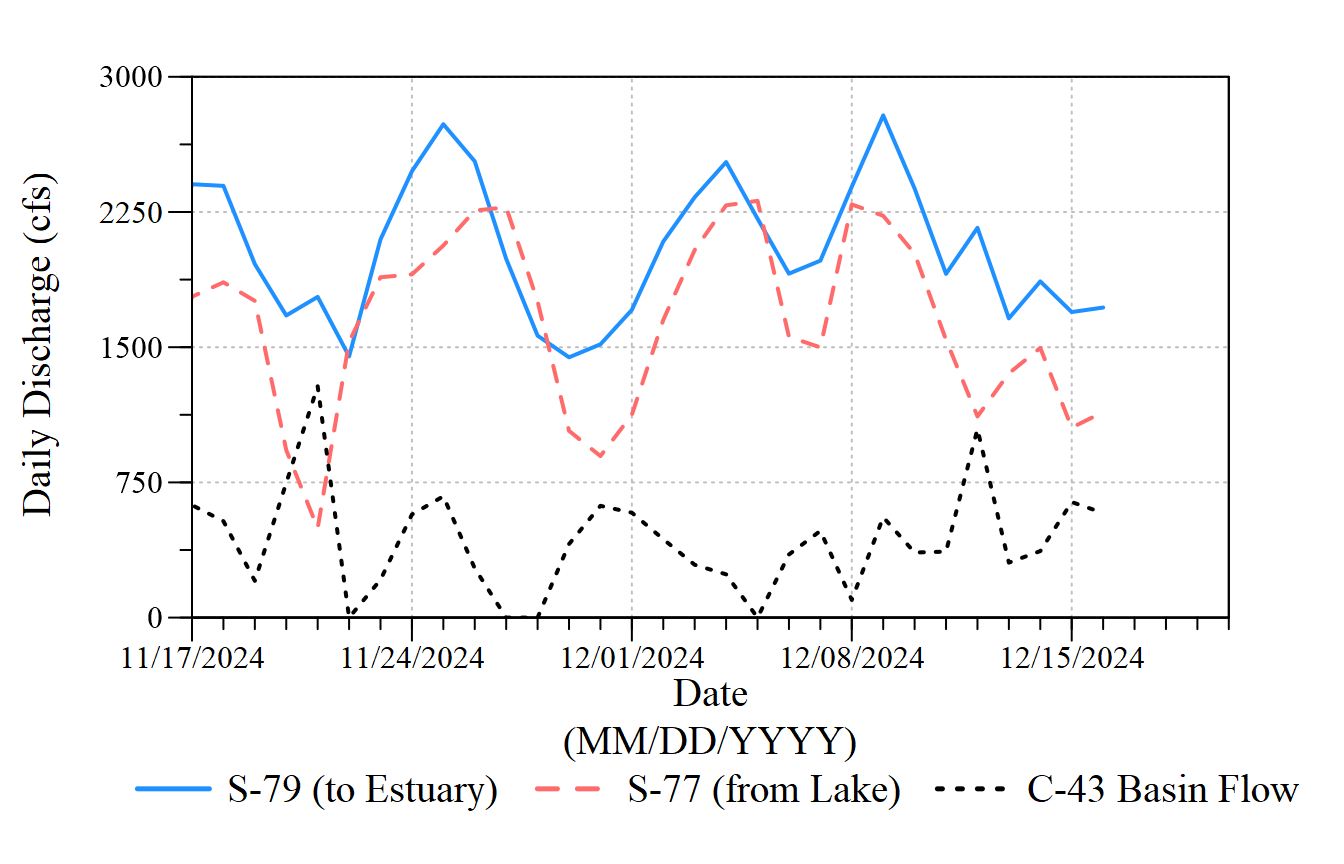 3000
2250
1500
750
0
Daily Discharge (cfs)
11/17/2024 11/24/2024 12/01/2024 12/08/2024 12/15/2024
Date
(MM/DD/YYYY)
S-79 (to Estuary) S-77 (from Lake) C-43 Basin Flow